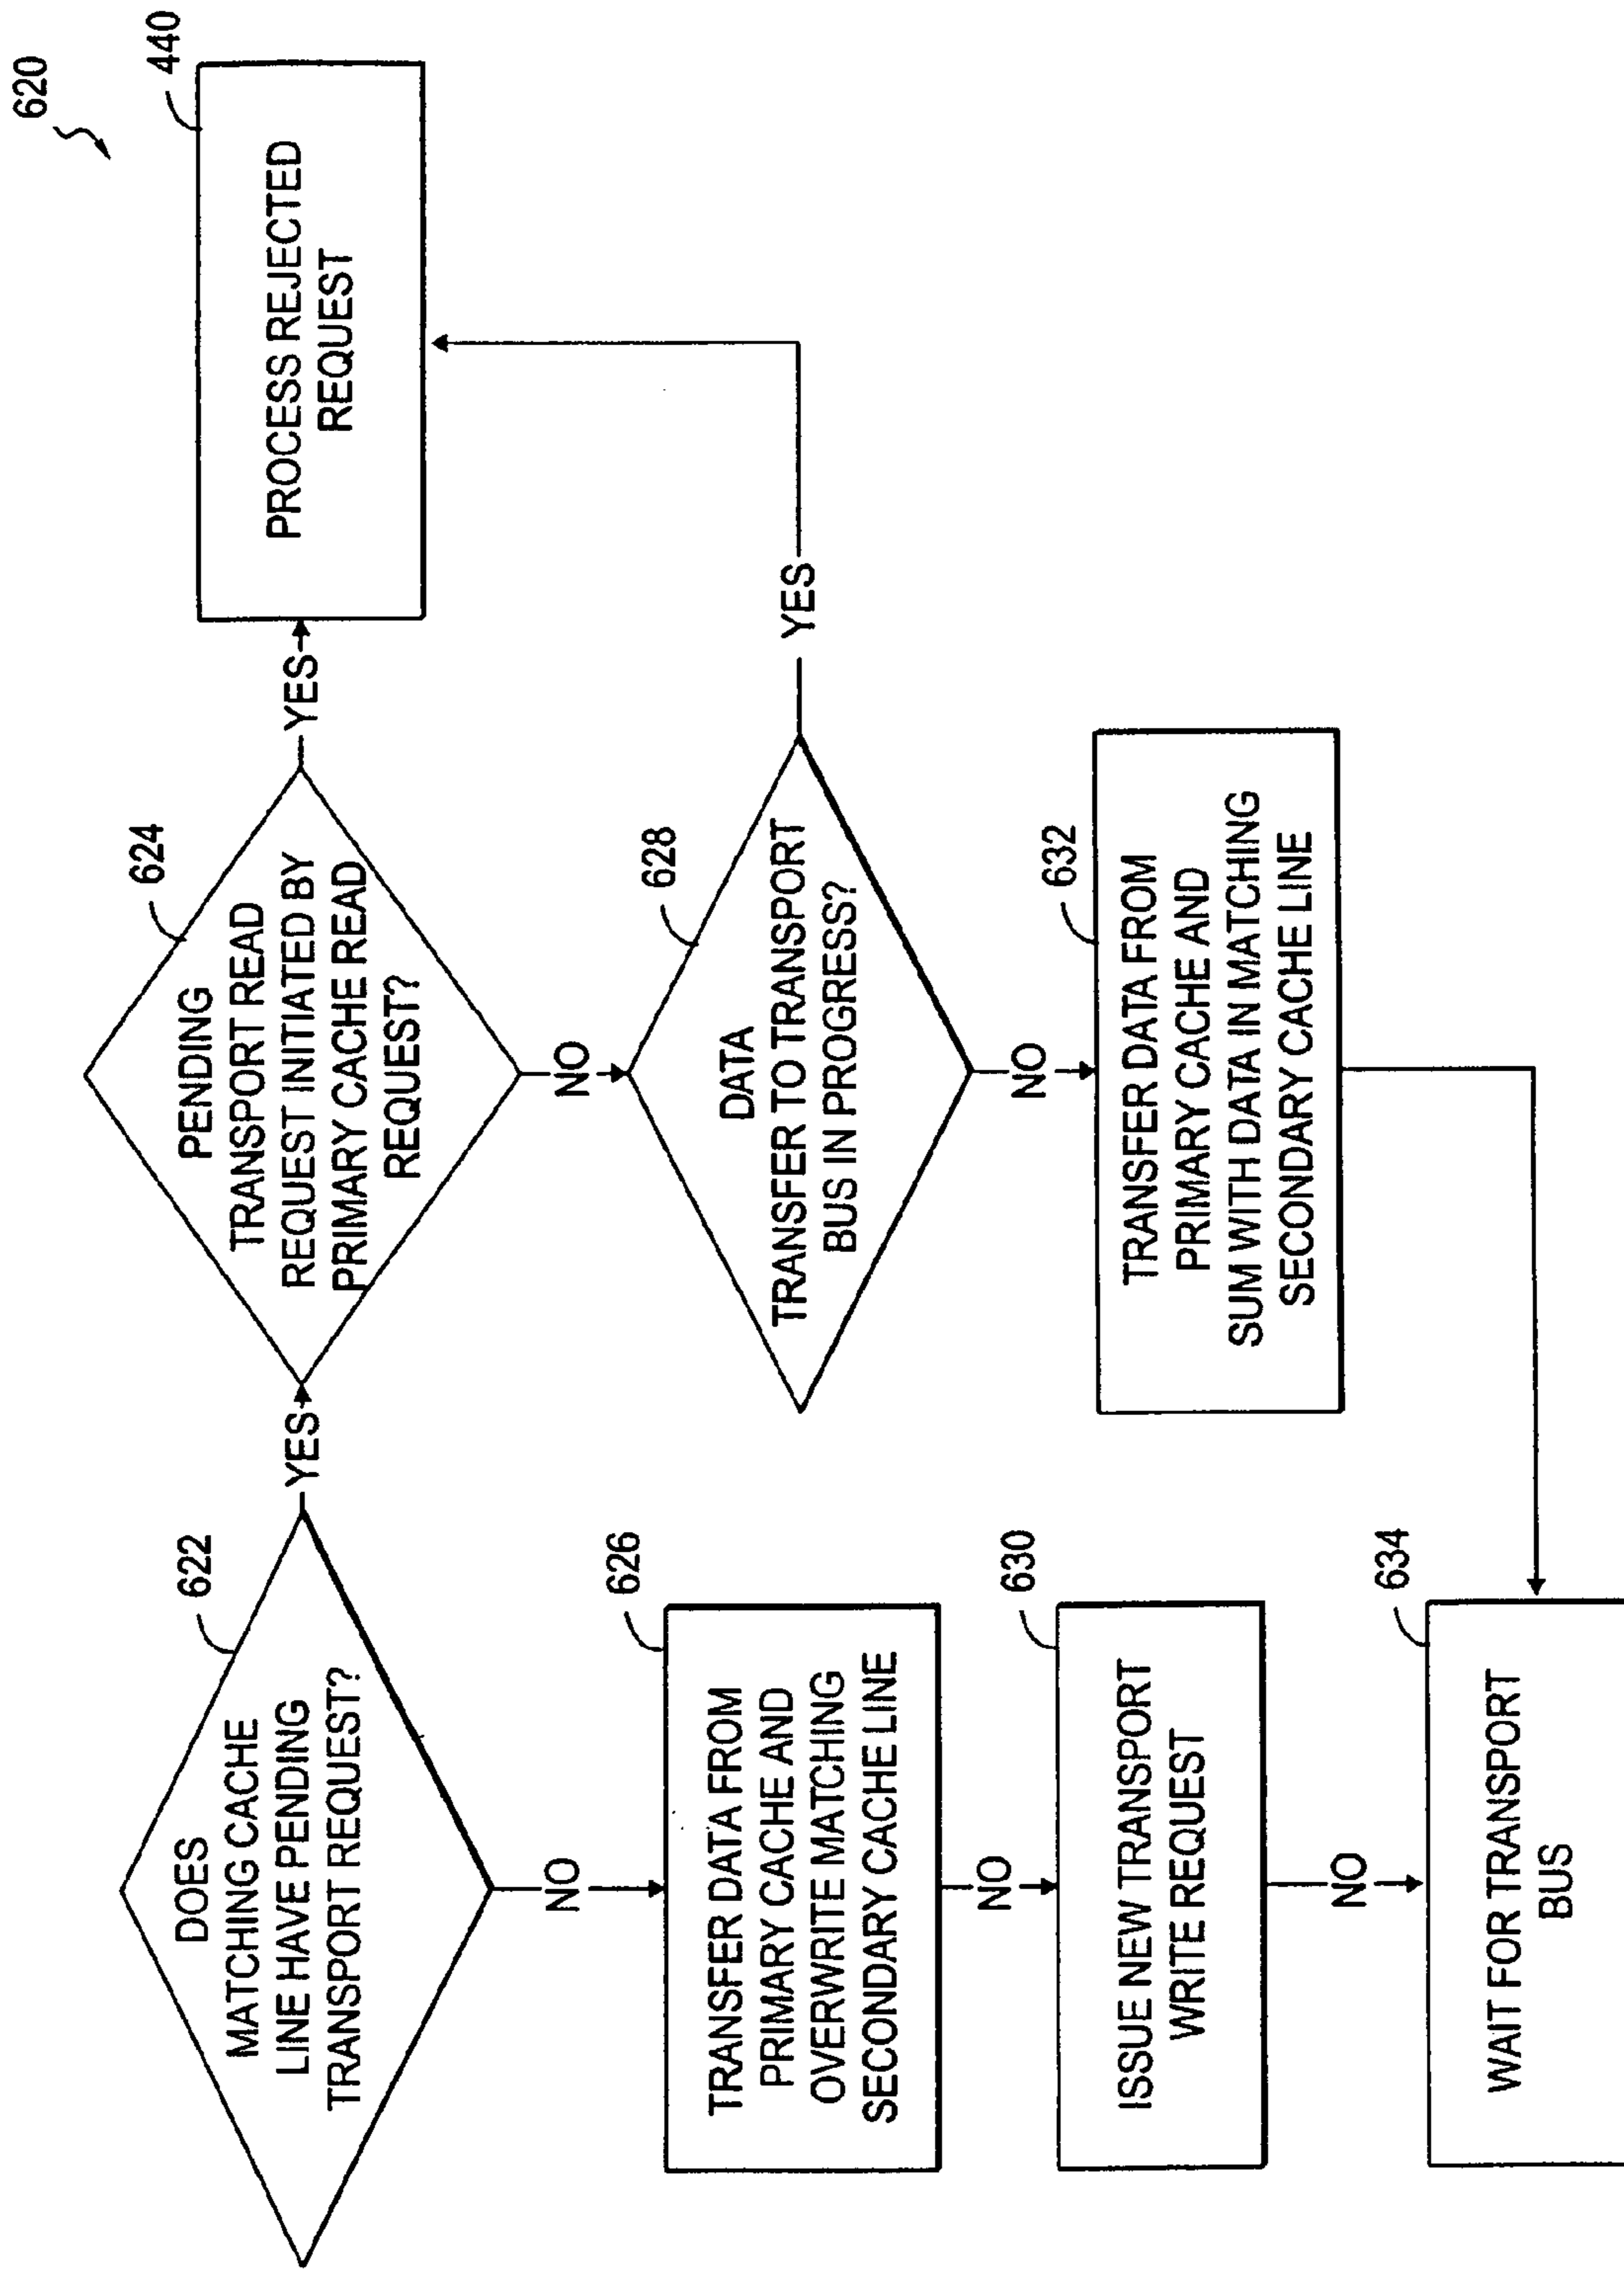 620
622
DOES
MATCHING CACHE
LINE HAVE PENDING
TRANSPORT REQUEST?
YES
624
PENDING
TRANSPORT READ
REQUEST INITIATED BY
PRIMARY CACHE READ
REQUEST?
YES
440
PROCESS REJECTED
REQUEST
NO
626
TRANSFER DATA FROM
PRIMARY CACHE AND
OVERWRITE MATCHING
SECONDARY CACHE LINE
NO
628
DATA
TRANSFER TO TRANSPORT
BUS IN PROGRESS?
YES
NO
630
ISSUE NEW TRANSPORT
WRITE REQUEST
NO
632
TRANSFER DATA FROM
PRIMARY CACHE AND
SUM WITH DATA IN MATCHING
SECONDARY CACHE LINE
NO
634
WAIT FOR TRANSPORT
BUS